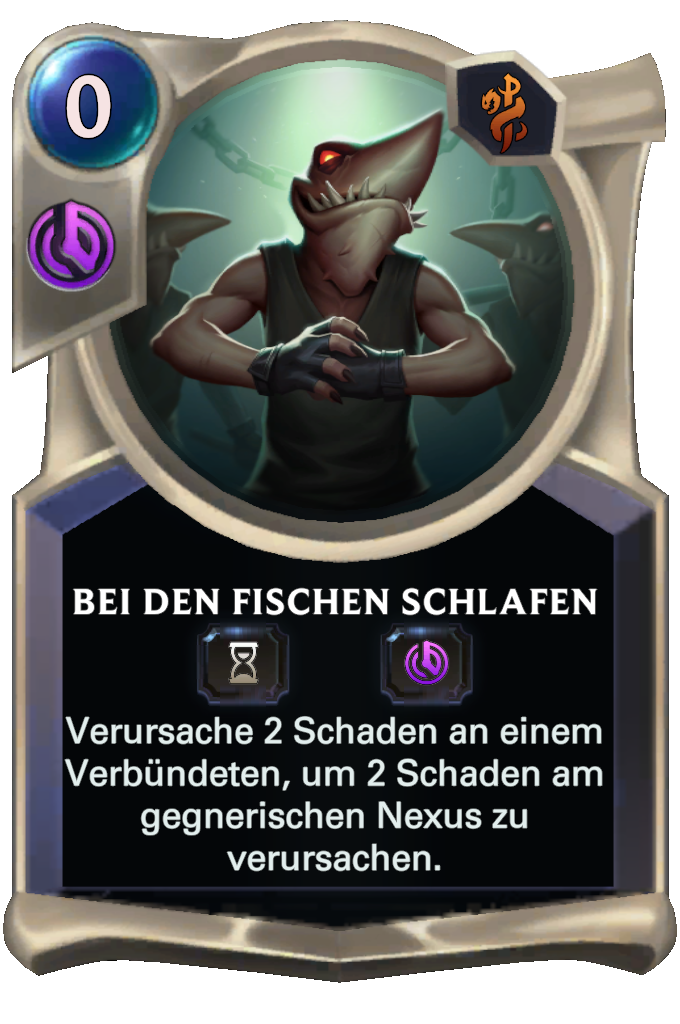 0
BEI DEN FISCHEN SCHLAFEN
Verursache 2 Schaden an einem
Verbündeten, um 2 Schaden am
gegnerischen Nexus zu
verursachen.